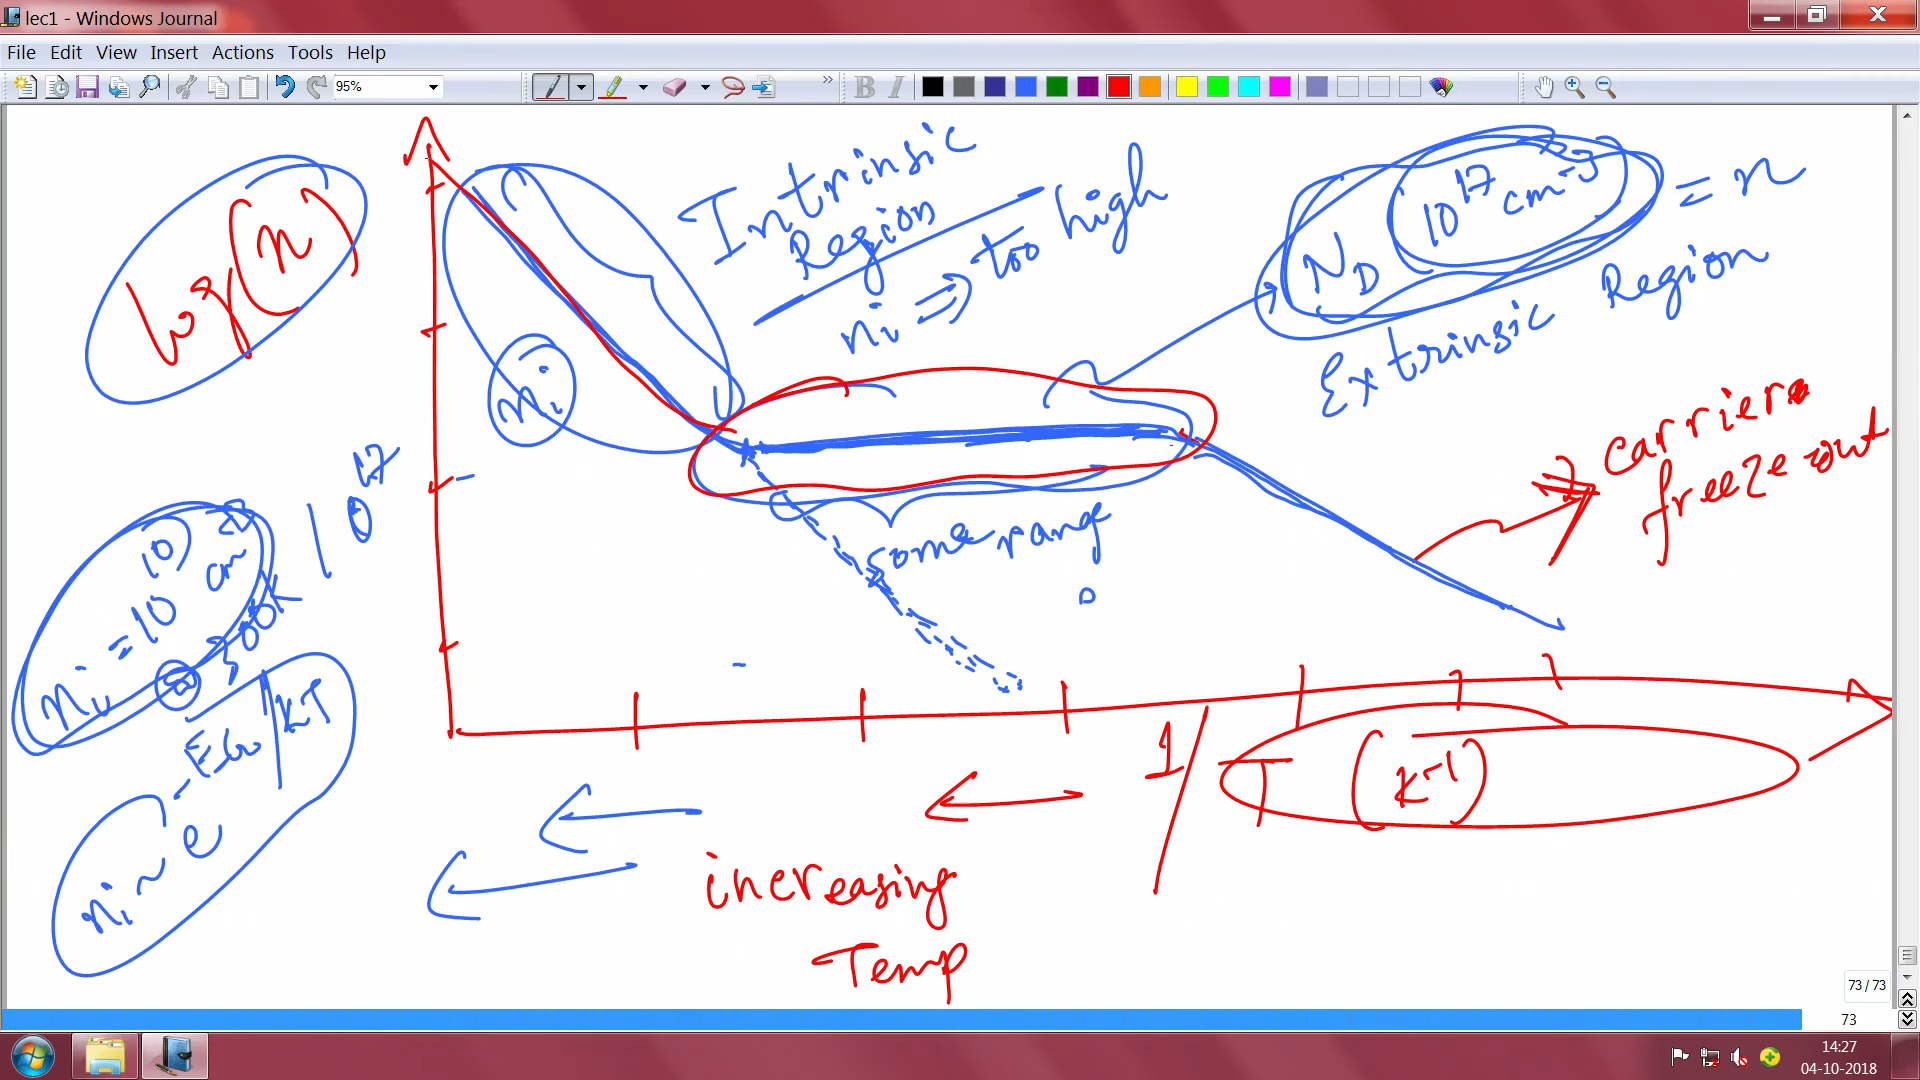 lec1 - Windows Journal
File Edit View Insert Actions Tools Help
95%
B I
log(n)
Intrinsic
Region
ni ⇒ too high
ND 10^17 cm^-3 = n
Extrinsic Region
ni
carrier
freeze out
some range
ni = 10^10 cm^-3
300K
10^17
ni ~ e^-EG0/kT
1/T (K^-1)
increasing
Temp
73 / 73
73
14:27
04-10-2018